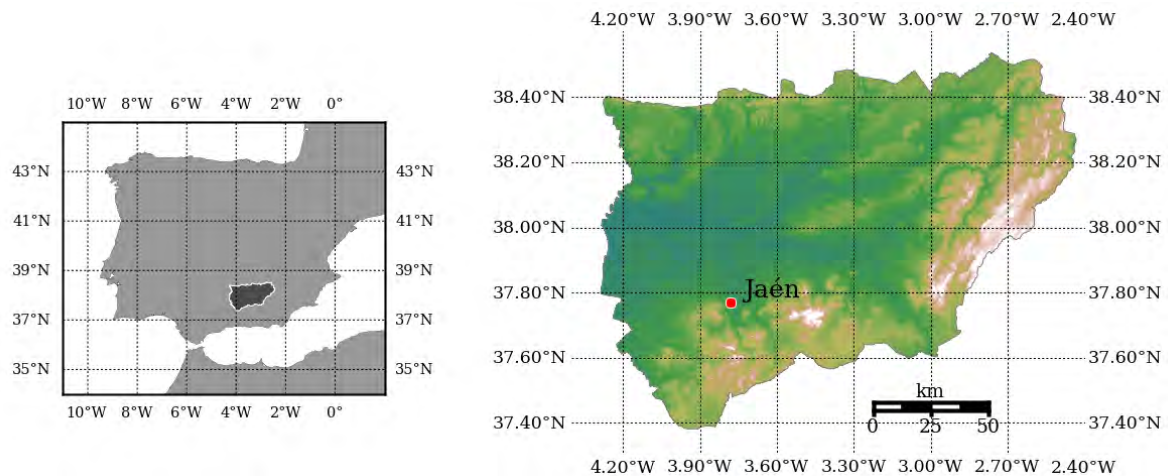 10°W 8°W 6°W 4°W 2°W 0°
43°N 43°N
41°N 41°N
39°N 39°N
37°N 37°N
35°N 35°N
10°W 8°W 6°W 4°W 2°W 0°
4.20°W 3.90°W 3.60°W 3.30°W 3.00°W 2.70°W 2.40°W
38.40°N 38.40°N
38.20°N 38.20°N
38.00°N 38.00°N
37.80°N 37.80°N
Jaén
37.60°N 37.60°N
km
0 25 50
37.40°N 37.40°N
4.20°W 3.90°W 3.60°W 3.30°W 3.00°W 2.70°W 2.40°W